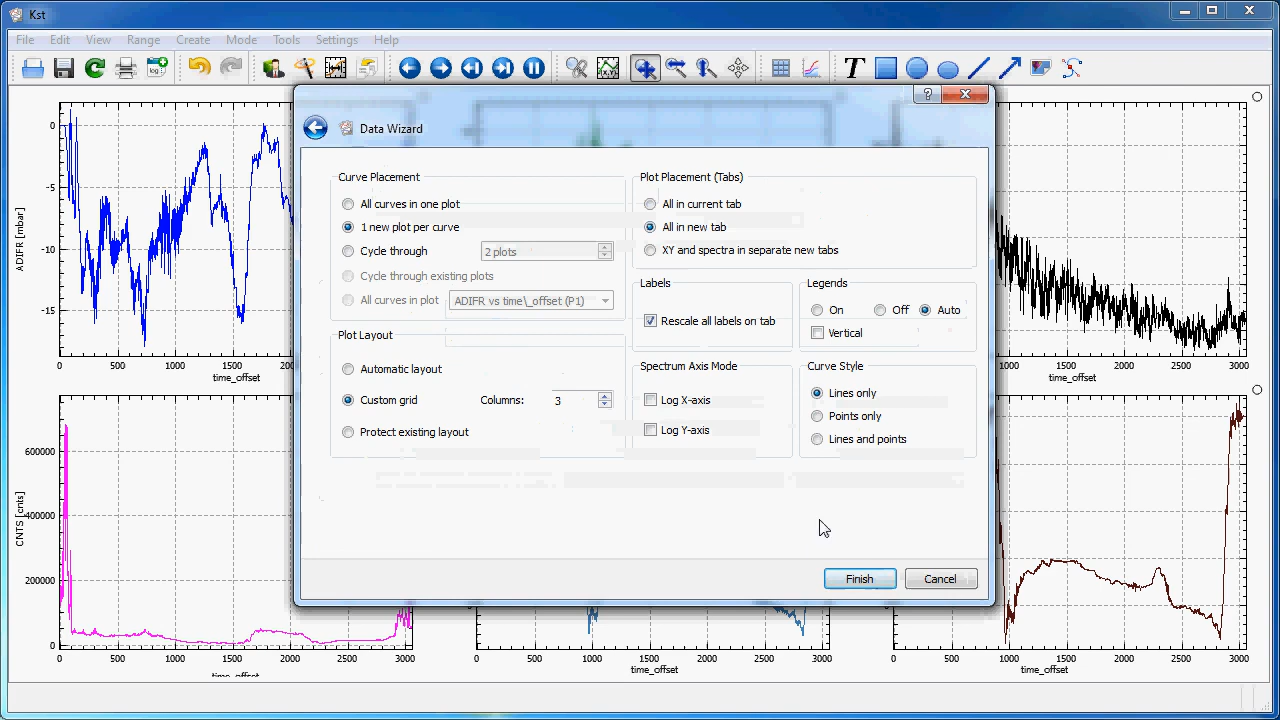 Kst
File Edit View Range Create Mode Tools Settings Help
log:
X,Y
T
Data Wizard
Curve Placement
All curves in one plot
1 new plot per curve
Cycle through 2 plots
Cycle through existing plots
All curves in plot ADIFR vs time\_offset (P1)
Plot Layout
Automatic layout
Custom grid Columns: 3
Protect existing layout
Plot Placement (Tabs)
All in current tab
All in new tab
XY and spectra in separate new tabs
Labels
Rescale all labels on tab
Legends
On Off Auto
Vertical
Spectrum Axis Mode
Log X-axis
Log Y-axis
Curve Style
Lines only
Points only
Lines and points
Finish Cancel
ADIFR [mbar]
0
-5
-10
-15
0 500 1000 1500 2000
time_offset
1000 1500 2000 2500 3000
time_offset
CNTS [cnts]
600000
400000
200000
0
0 500 1000 1500 2000 2500 3000
time_offset
0 500 1000 1500 2000 2500 3000
time_offset
0 500 1000 1500 2000 2500 3000
time_offset